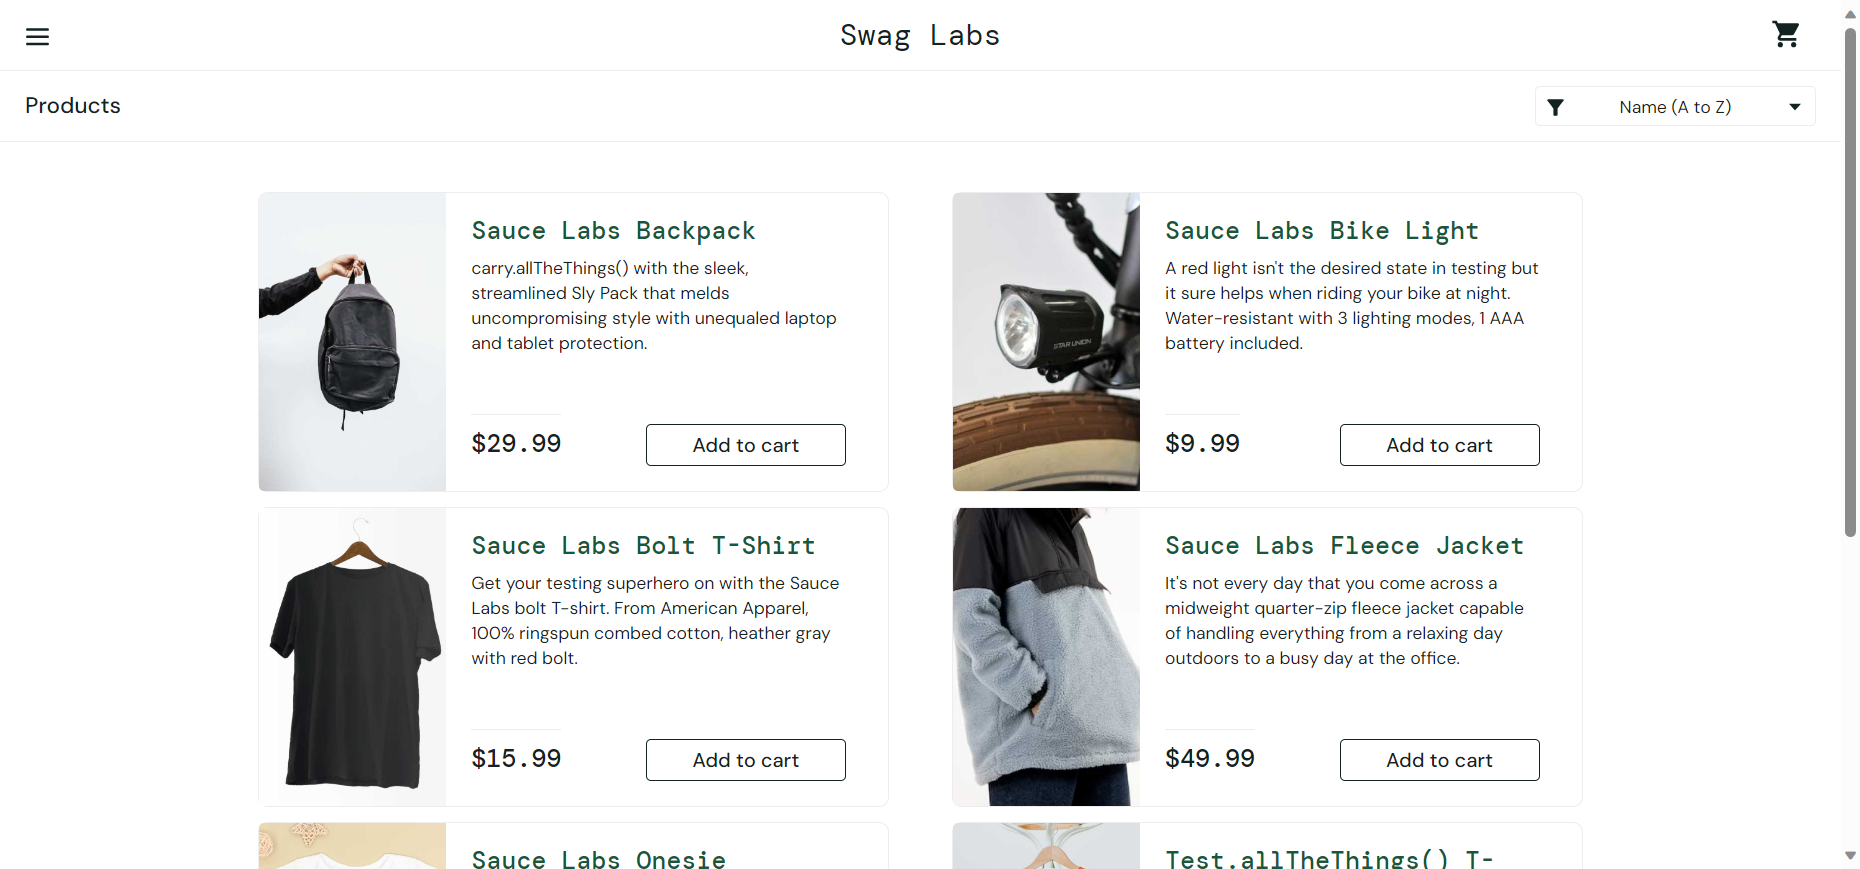 Swag Labs
Products
Name (A to Z)
Sauce Labs Backpack
carry.allTheThings() with the sleek,
streamlined Sly Pack that melds
uncompromising style with unequaled laptop
and tablet protection.
$29.99
Add to cart
Sauce Labs Bike Light
A red light isn't the desired state in testing but
it sure helps when riding your bike at night.
Water-resistant with 3 lighting modes, 1 AAA
battery included.
$9.99
Add to cart
STAR UNION
Sauce Labs Bolt T-Shirt
Get your testing superhero on with the Sauce
Labs bolt T-shirt. From American Apparel,
100% ringspun combed cotton, heather gray
with red bolt.
$15.99
Add to cart
Sauce Labs Fleece Jacket
It's not every day that you come across a
midweight quarter-zip fleece jacket capable
of handling everything from a relaxing day
outdoors to a busy day at the office.
$49.99
Add to cart
Sauce Labs Onesie
Test.allTheThings() T-